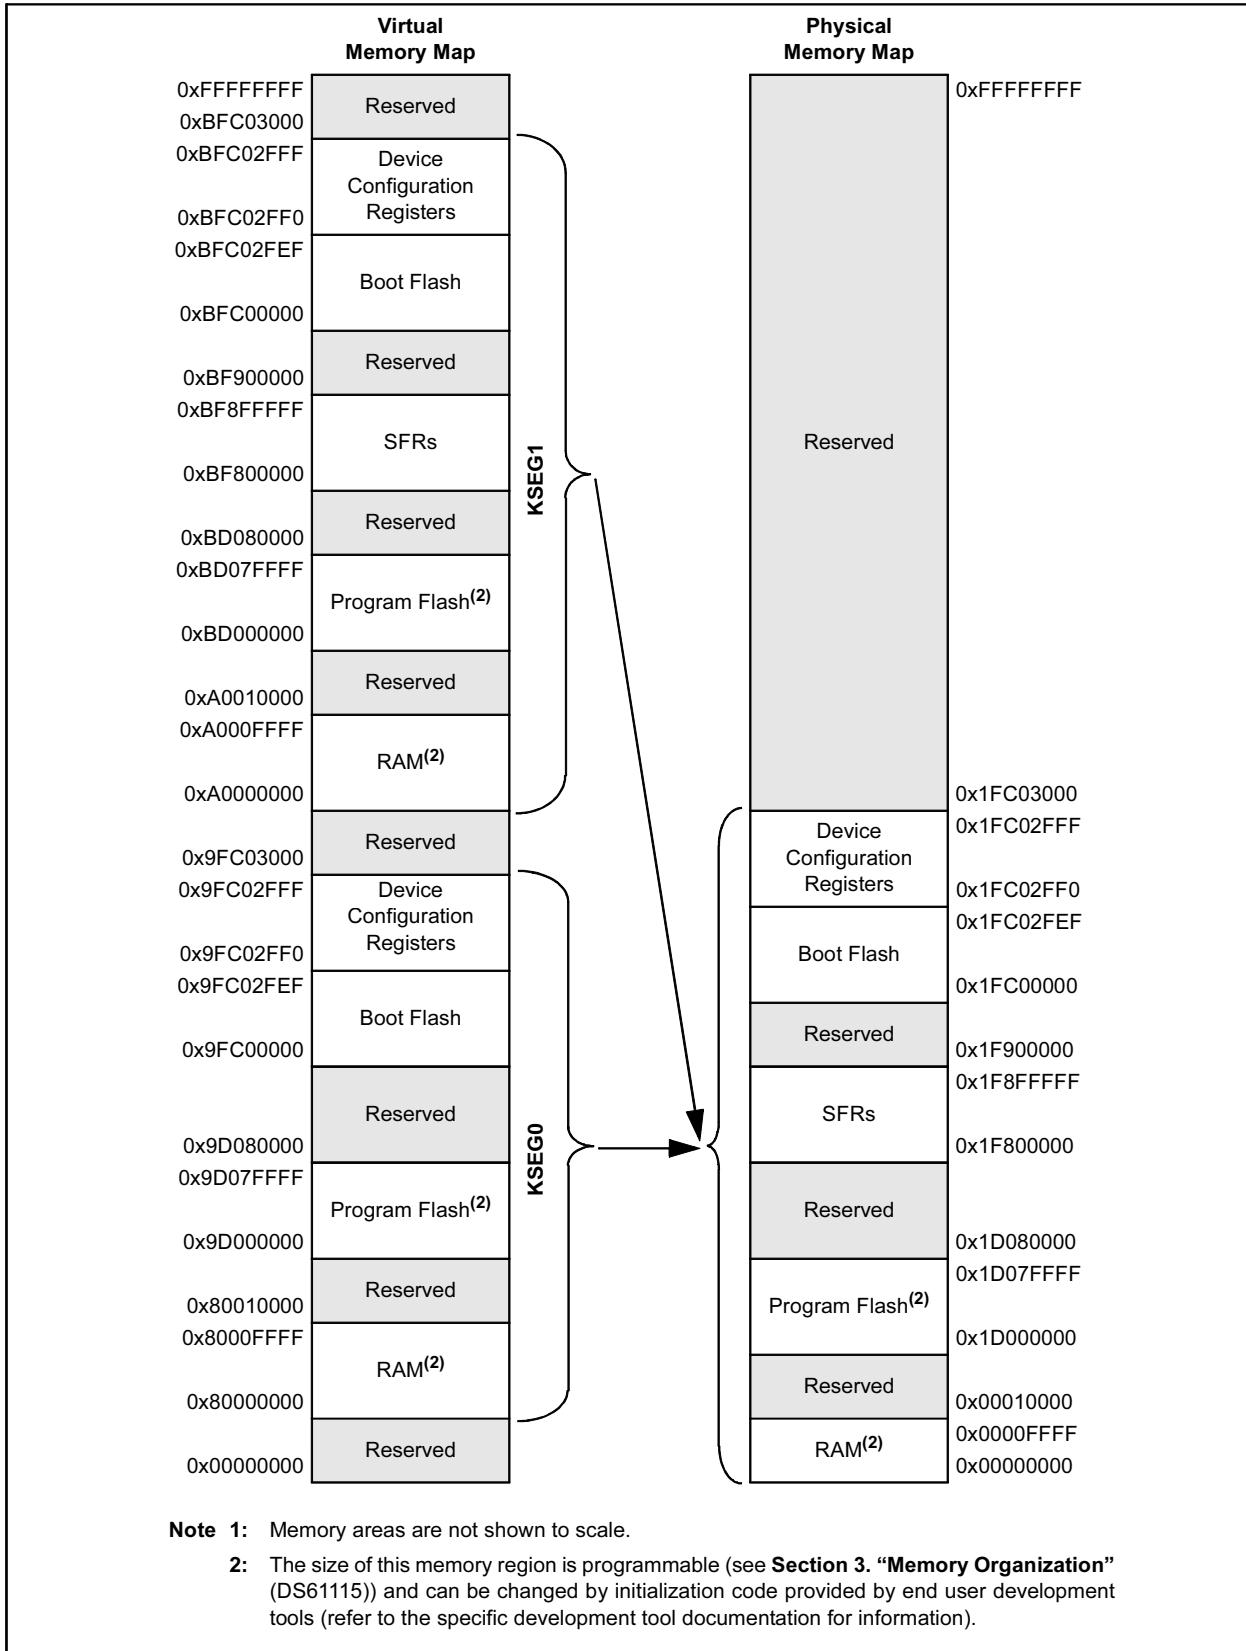 Virtual
Memory Map
Physical
Memory Map
0xFFFFFFFF
Reserved
0xBFC03000
0xBFC02FFF
Device
Configuration
Registers
0xBFC02FF0
0xBFC02FEF
Boot Flash
0xBFC00000
Reserved
0xBF900000
0xBF8FFFFF
SFRs
0xBF800000
Reserved
0xBD080000
0xBD07FFFF
Program Flash(2)
0xBD000000
Reserved
0xA0010000
0xA000FFFF
RAM(2)
0xA0000000
KSEG1
Reserved
0x9FC03000
0x9FC02FFF
Device
Configuration
Registers
0x9FC02FF0
0x9FC02FEF
Boot Flash
0x9FC00000
Reserved
0x9D080000
0x9D07FFFF
Program Flash(2)
0x9D000000
Reserved
0x80010000
0x8000FFFF
RAM(2)
0x80000000
KSEG0
Reserved
0x00000000
0xFFFFFFFF
Reserved
0x1FC03000
0x1FC02FFF
Device
Configuration
Registers
0x1FC02FF0
0x1FC02FEF
Boot Flash
0x1FC00000
Reserved
0x1F900000
0x1F8FFFFF
SFRs
0x1F800000
Reserved
0x1D080000
0x1D07FFFF
Program Flash(2)
0x1D000000
Reserved
0x00010000
0x0000FFFF
RAM(2)
0x00000000
Note 1: Memory areas are not shown to scale.
2: The size of this memory region is programmable (see Section 3. “Memory Organization”
(DS61115)) and can be changed by initialization code provided by end user development
tools (refer to the specific development tool documentation for information).